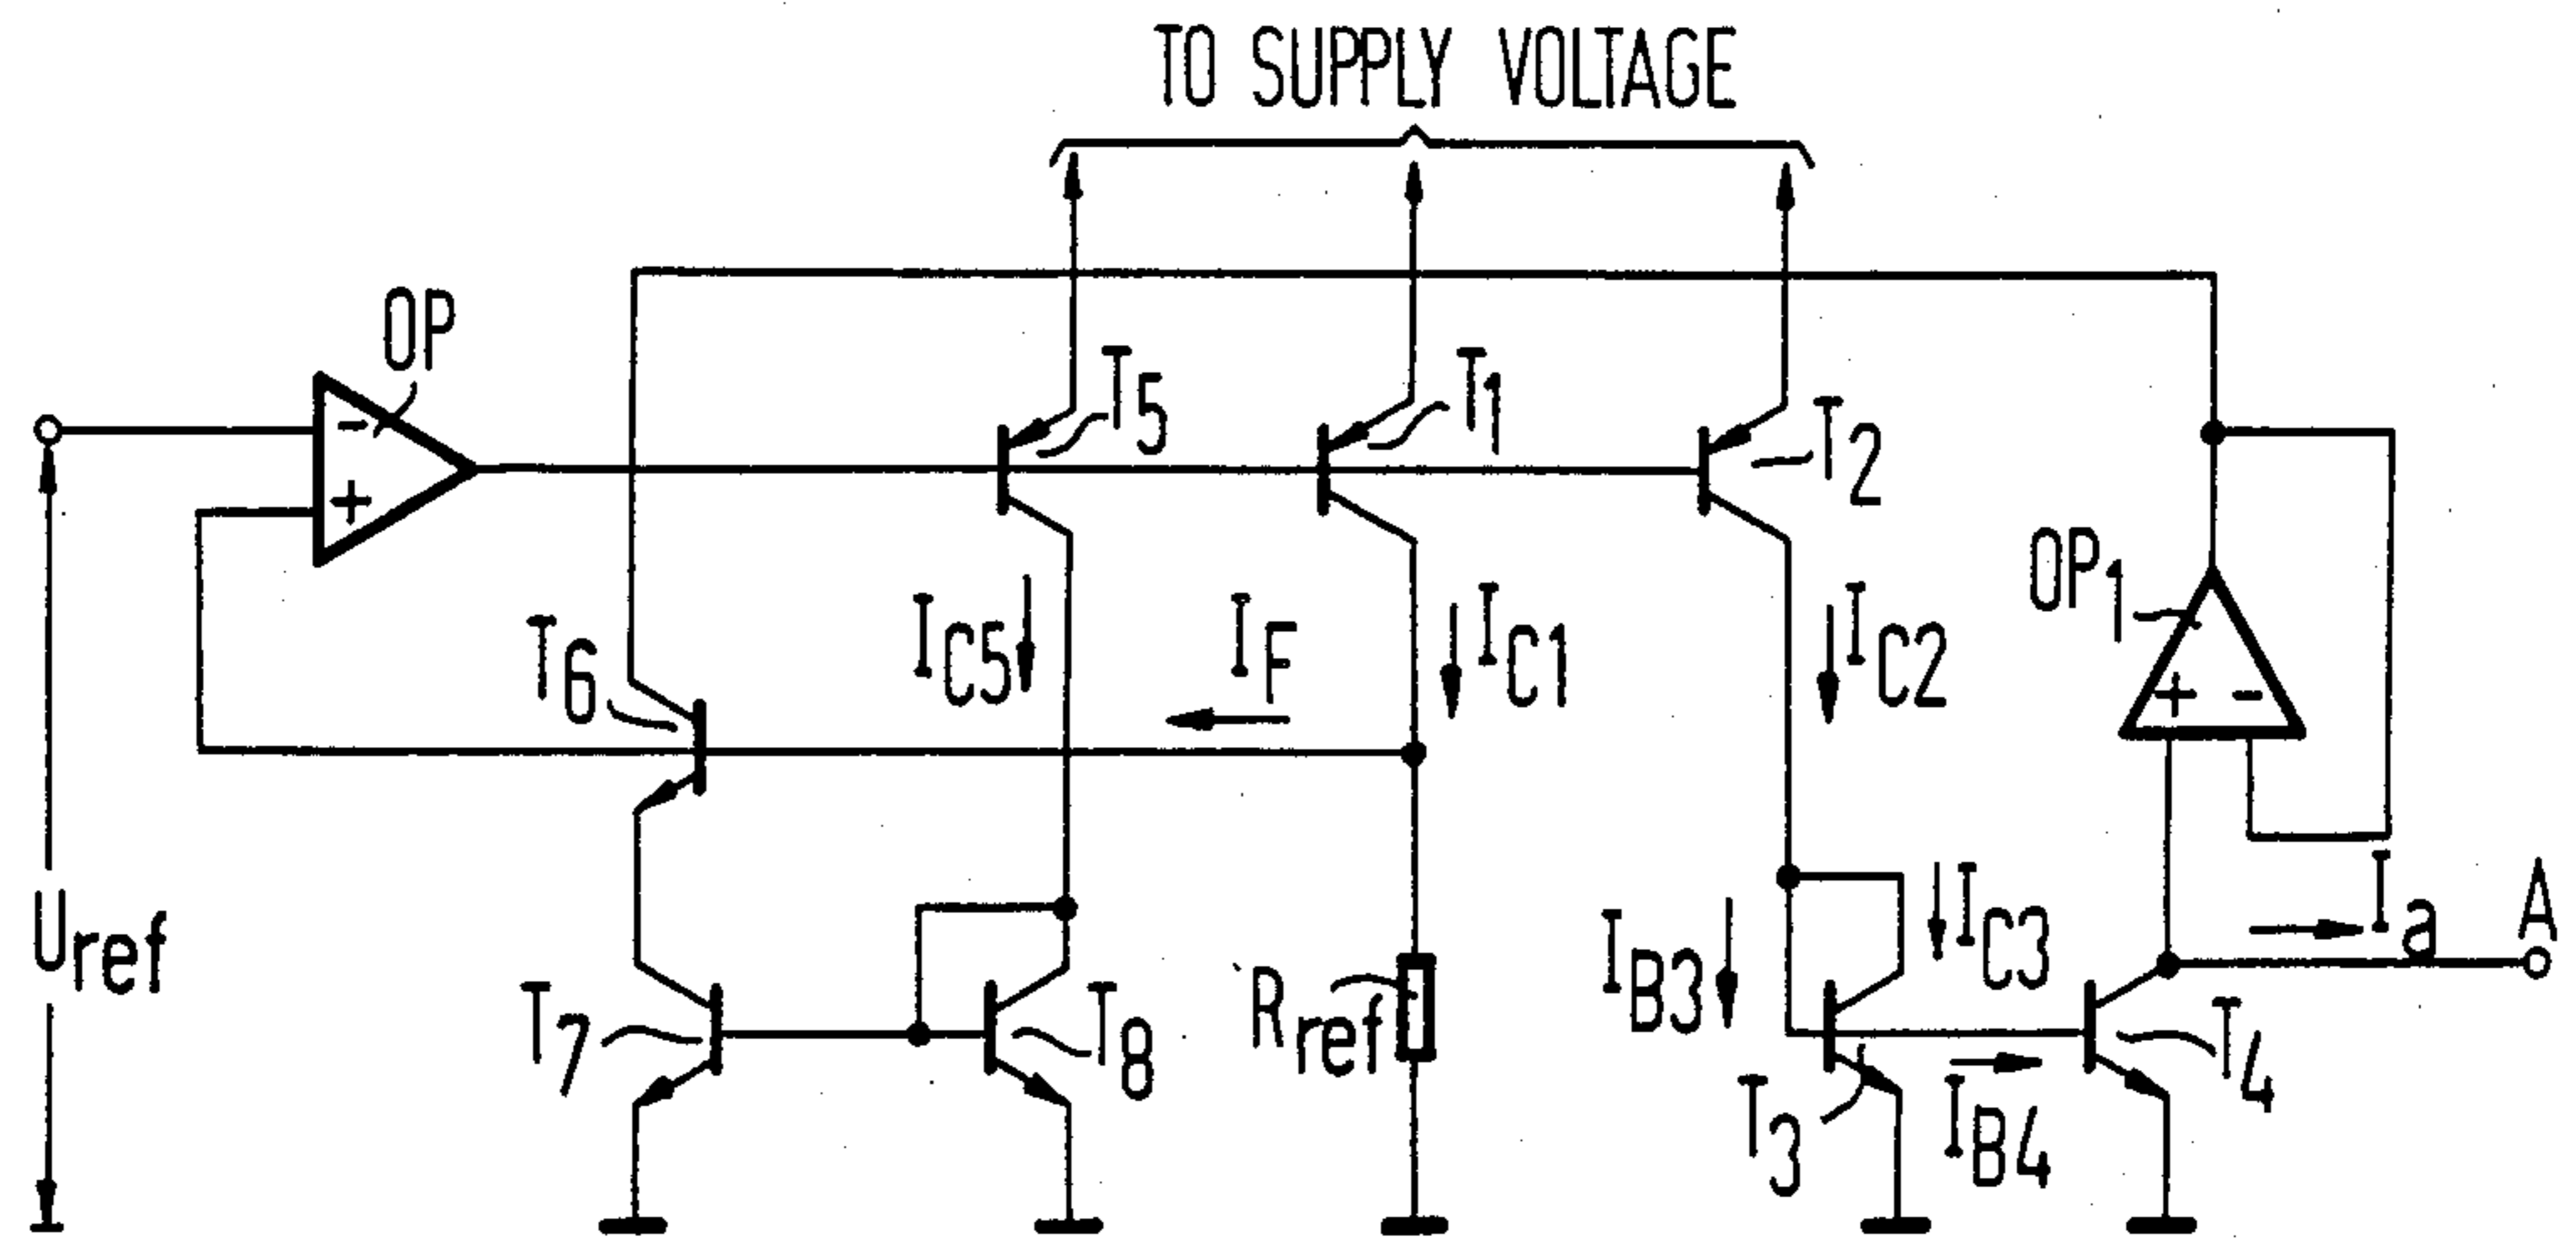 TO SUPPLY VOLTAGE
OP
-
+
T5
T1
T2
OP1
+
-
T6
IC5
IF
IC1
IC2
Uref
T7
T8
Rref
IB3
IC3
Ia
A
T3
IB4
T4